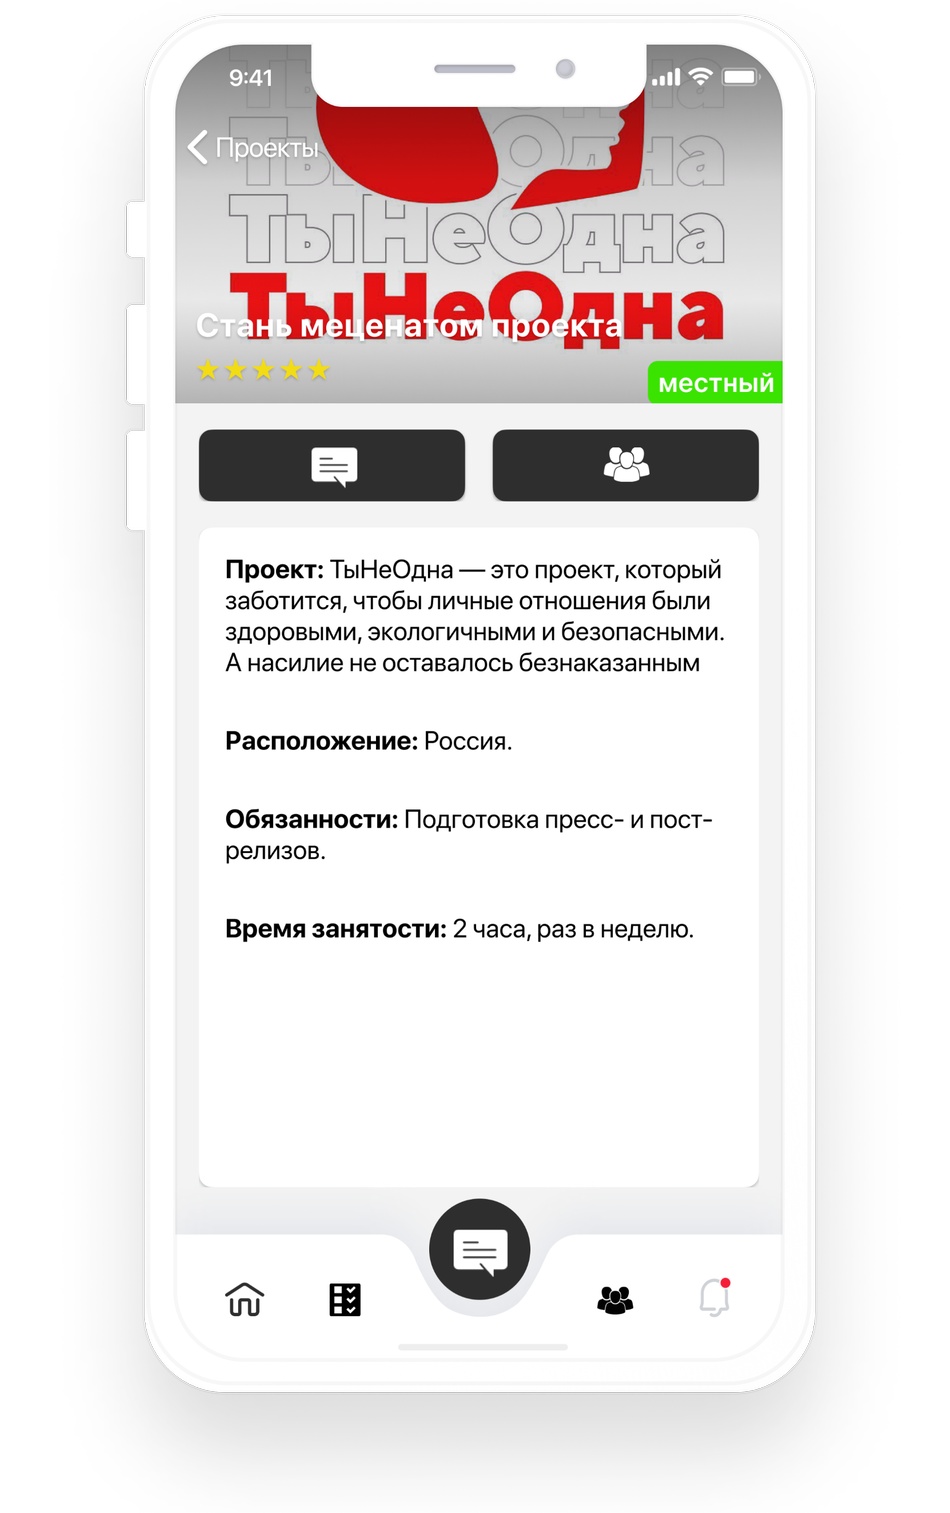 9:41
Проекты
ТыНеОдна
ТыНеОдна
ТыНеОдна
Стань меценатом проекта
местный
Проект: ТыНеОдна — это проект, который
заботится, чтобы личные отношения были
здоровыми, экологичными и безопасными.
А насилие не оставалось безнаказанным
Расположение: Россия.
Обязанности: Подготовка пресс- и пост-
релизов.
Время занятости: 2 часа, раз в неделю.